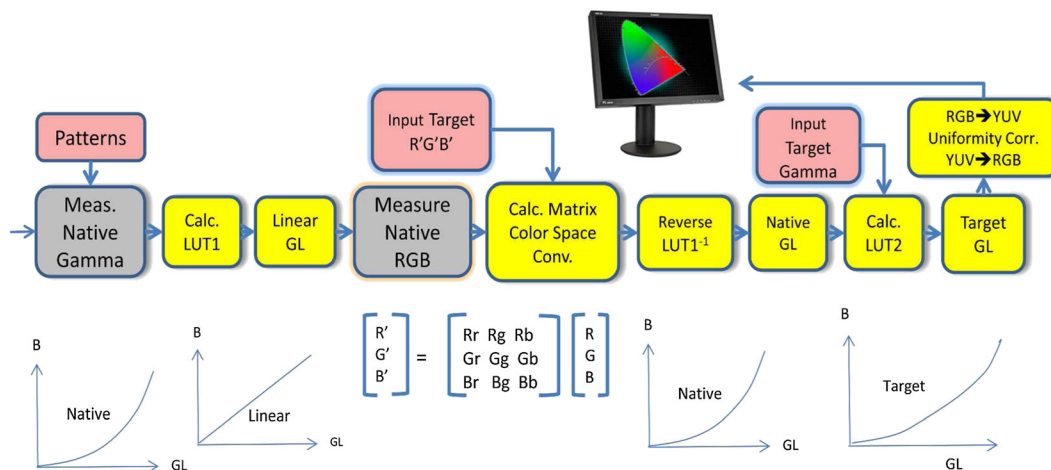 Patterns
Meas.
Native
Gamma
Calc.
LUT1
Linear
GL
Input Target
R'G'B'
Measure
Native
RGB
Calc. Matrix
Color Space
Conv.
Reverse
LUT1⁻¹
Native
GL
Input
Target
Gamma
Calc.
LUT2
Target
GL
RGB➔YUV
Uniformity Corr.
YUV➔RGB
B
Native
GL
B
Linear
GL
R' = Rr Rg Rb R
G' Gr Gg Gb G
B' Br Bg Bb B
B
Native
GL
B
Target
GL